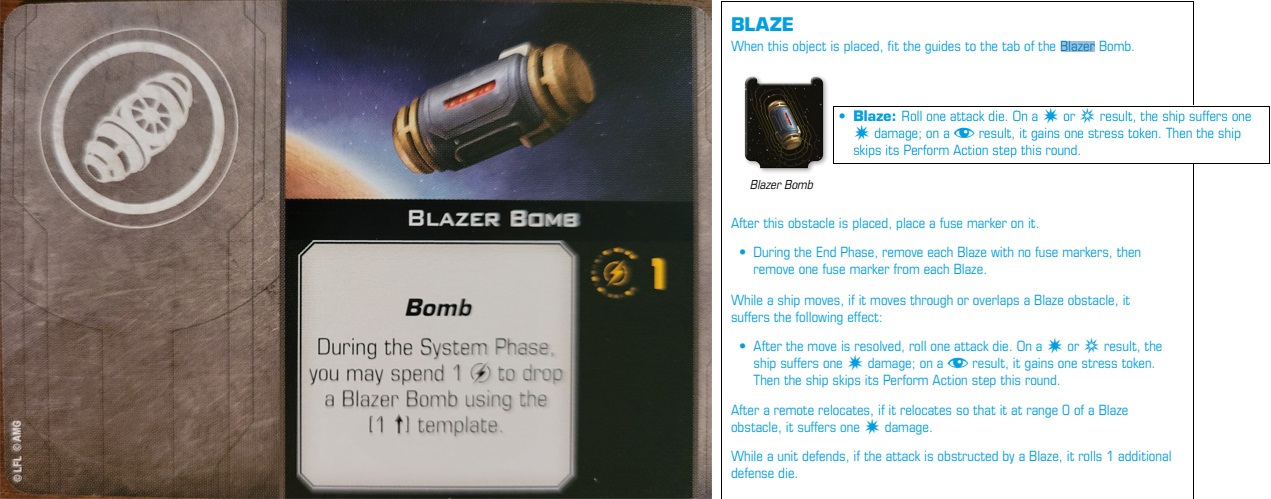 BLAZER BOMB
1
Bomb
During the System Phase,
you may spend 1 to drop
a Blazer Bomb using the
[1 ] template.
© LFL © AMG
BLAZE
When this object is placed, fit the guides to the tab of the Blazer Bomb.
• Blaze: Roll one attack die. On a or result, the ship suffers one
damage; on a result, it gains one stress token. Then the ship
skips its Perform Action step this round.
Blazer Bomb
After this obstacle is placed, place a fuse marker on it.
• During the End Phase, remove each Blaze with no fuse markers, then
remove one fuse marker from each Blaze.
While a ship moves, if it moves through or overlaps a Blaze obstacle, it
suffers the following effect:
• After the move is resolved, roll one attack die. On a or result, the
ship suffers one damage; on a result, it gains one stress token.
Then the ship skips its Perform Action step this round.
After a remote relocates, if it relocates so that it at range 0 of a Blaze
obstacle, it suffers one damage.
While a unit defends, if the attack is obstructed by a Blaze, it rolls 1 additional
defense die.